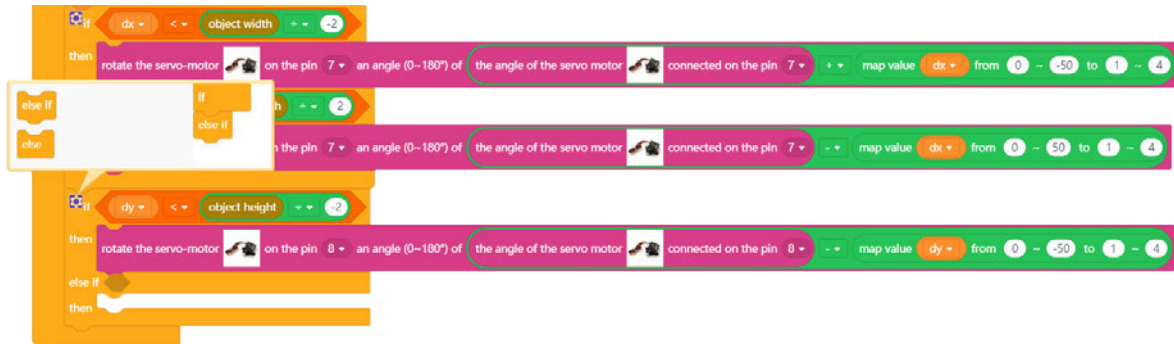 if dx < object width ÷ -2
then rotate the servo-motor on the pin 7 an angle (0~180°) of the angle of the servo motor connected on the pin 7 + map value dx from 0 ~ -50 to 1 ~ 4
else if
if
h ÷ 2
else if
else
n the pin 7 an angle (0~180°) of the angle of the servo motor connected on the pin 7 - map value dx from 0 ~ 50 to 1 ~ 4
if dy < object height ÷ -2
then rotate the servo-motor on the pin 8 an angle (0~180°) of the angle of the servo motor connected on the pin 8 - map value dy from 0 ~ -50 to 1 ~ 4
else if
then